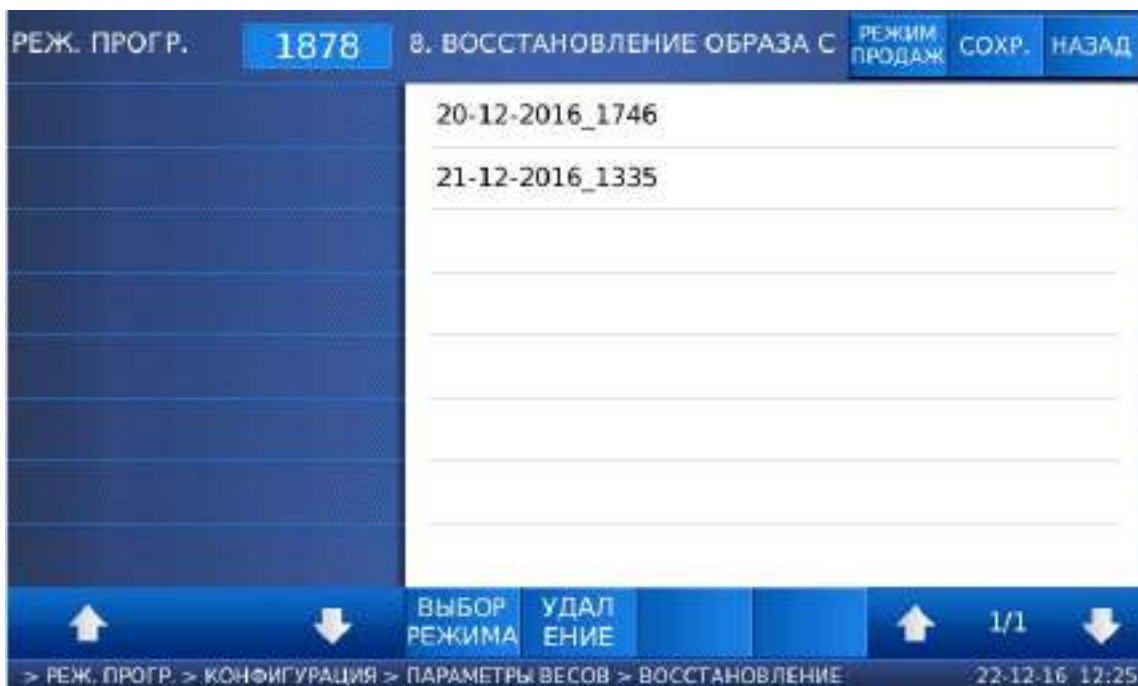 РЕЖ. ПРОГР. 1878 8. ВОССТАНОВЛЕНИЕ ОБРАЗА С
РЕЖИМ
ПРОДАЖ
СОХР.
НАЗАД
20-12-2016_1746
21-12-2016_1335
ВЫБОР
РЕЖИМА
УДАЛ
ЕНИЕ
1/1
> РЕЖ. ПРОГР. > КОНФИГУРАЦИЯ > ПАРАМЕТРЫ ВЕСОВ > ВОССТАНОВЛЕНИЕ 22-12-16 12:25